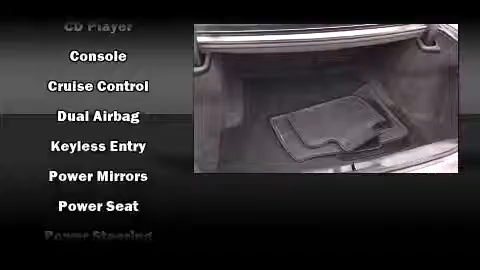 CD Player
Console
Cruise Control
Dual Airbag
Keyless Entry
Power Mirrors
Power Seat
Power Steering